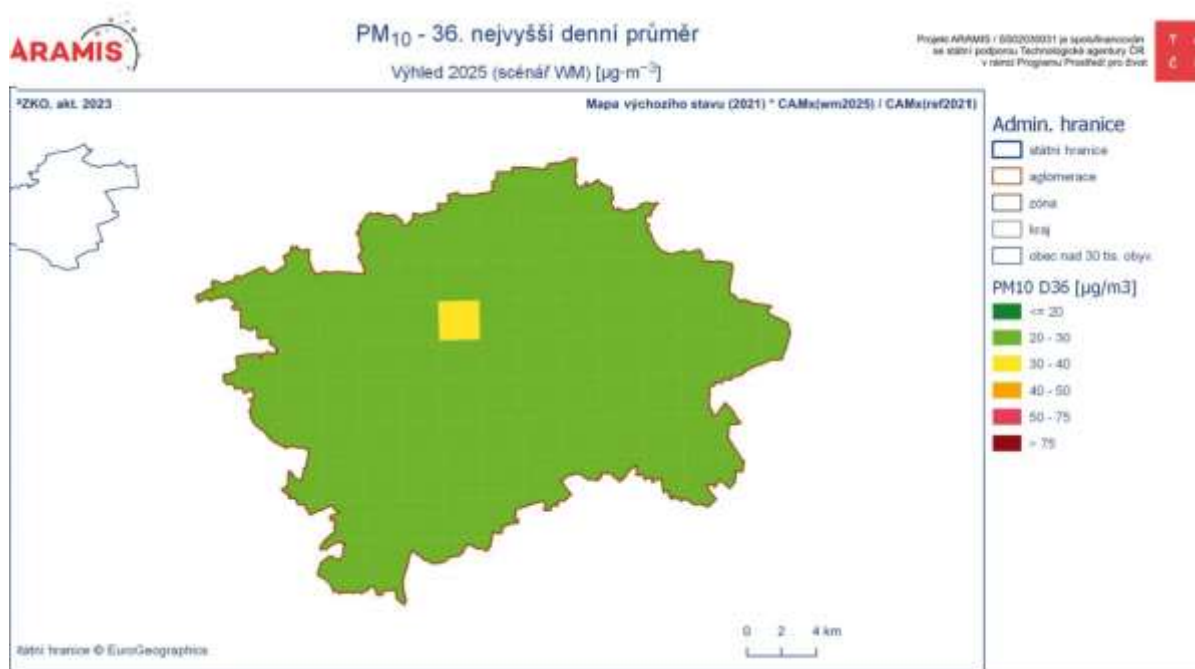 ARAMIS
PM10 - 36. nejvyšší denní průměr
Výhled 2025 (scénář WM) [µg·m⁻³]
Projekt ARAMIS / SS02030031 je spolufinancován
se státní podporou Technologické agentury ČR
v rámci Programu Prostředí pro život
T
Č
PZKO, akt. 2023
Mapa výchozího stavu (2021) * CAMx(wm2025) / CAMx(ref2021)
Admin. hranice
státní hranice
aglomerace
zóna
kraj
obec nad 30 tis. obyv.
PM10 D36 [µg/m3]
<= 20
20 - 30
30 - 40
40 - 50
50 - 75
> 75
0 2 4 km
státní hranice © EuroGeographics